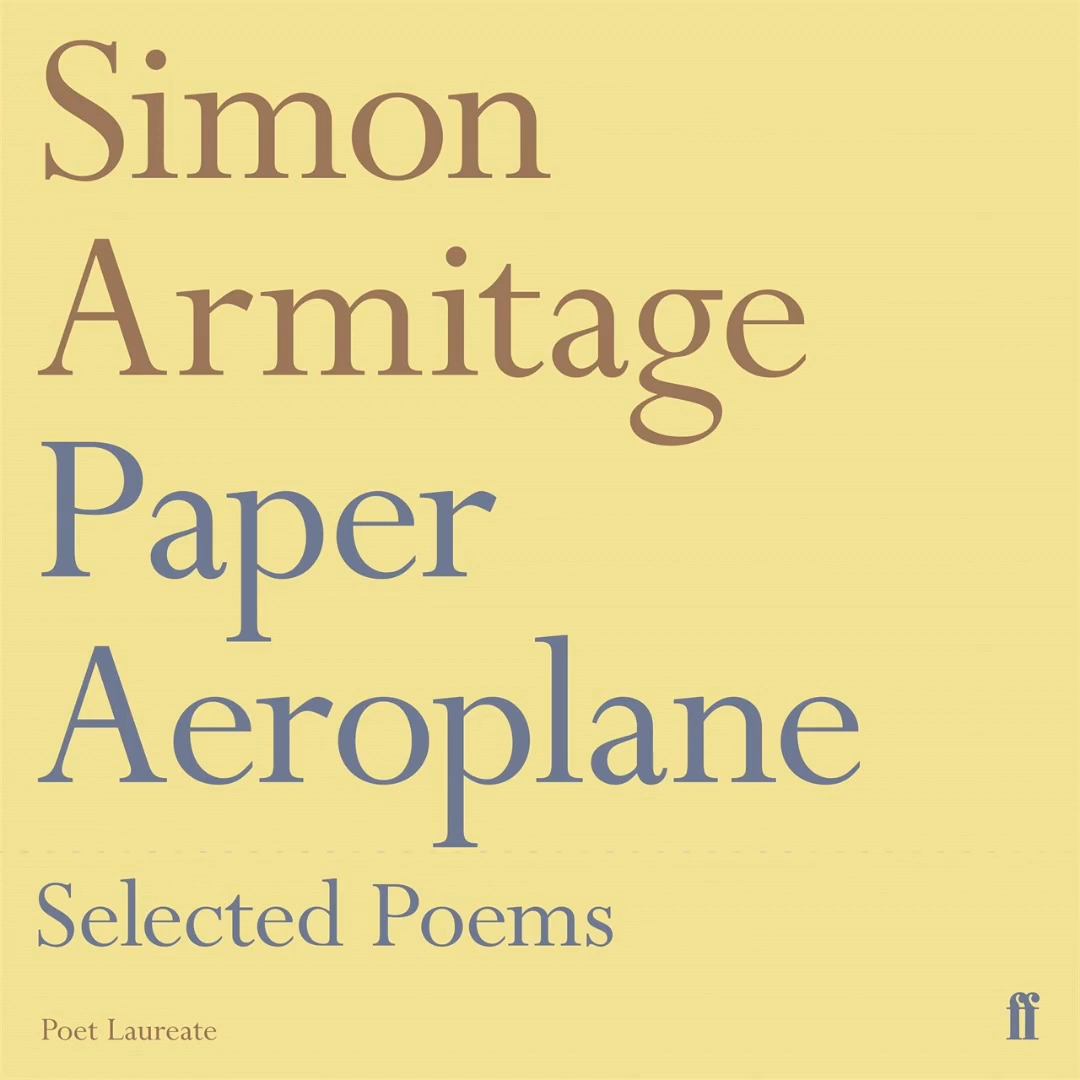 Simon
Armitage
Paper
Aeroplane
Selected Poems
Poet Laureate
ff